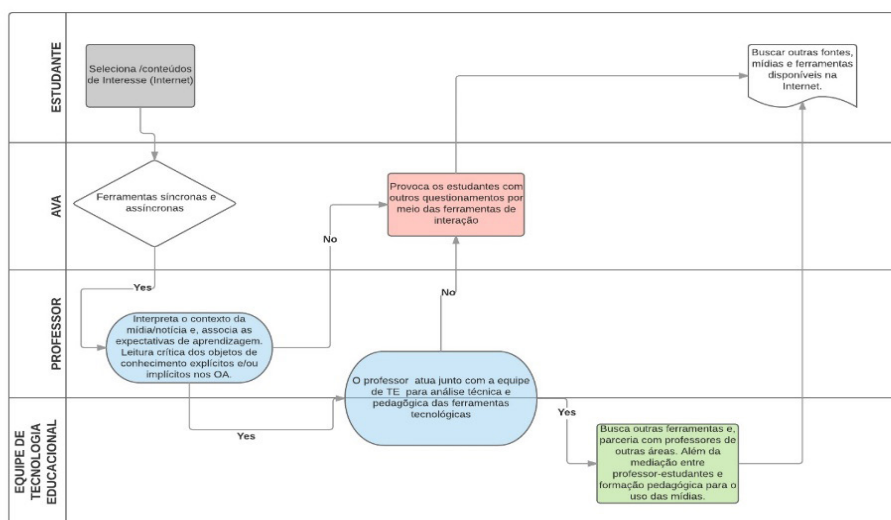 ESTUDANTE
Seleciona /conteúdos
de Interesse (Internet)
Buscar outras fontes,
mídias e ferramentas
disponíveis na
Internet.
AVA
Ferramentas síncronas e
assíncronas
Provoca os estudantes com
outros questionamentos por
meio das ferramentas de
interação
No
Yes
No
PROFESSOR
Interpreta o contexto da
mídia/notícia e, associa as
expectativas de aprendizagem.
Leitura crítica dos objetos de
conhecimento explícitos e/ou
implícitos nos OA.
O professor atua junto com a equipe
de TE para análise técnica e
pedagõgica das ferramentas
tecnológicas
Yes
Yes
EQUIPE DE
TECNOLOGIA
EDUCACIONAL
Busca outras ferramentas e,
parceria com professores de
outras áreas. Além da
mediação entre
professor-estudantes e
formação pedagógica para o
uso das mídias.